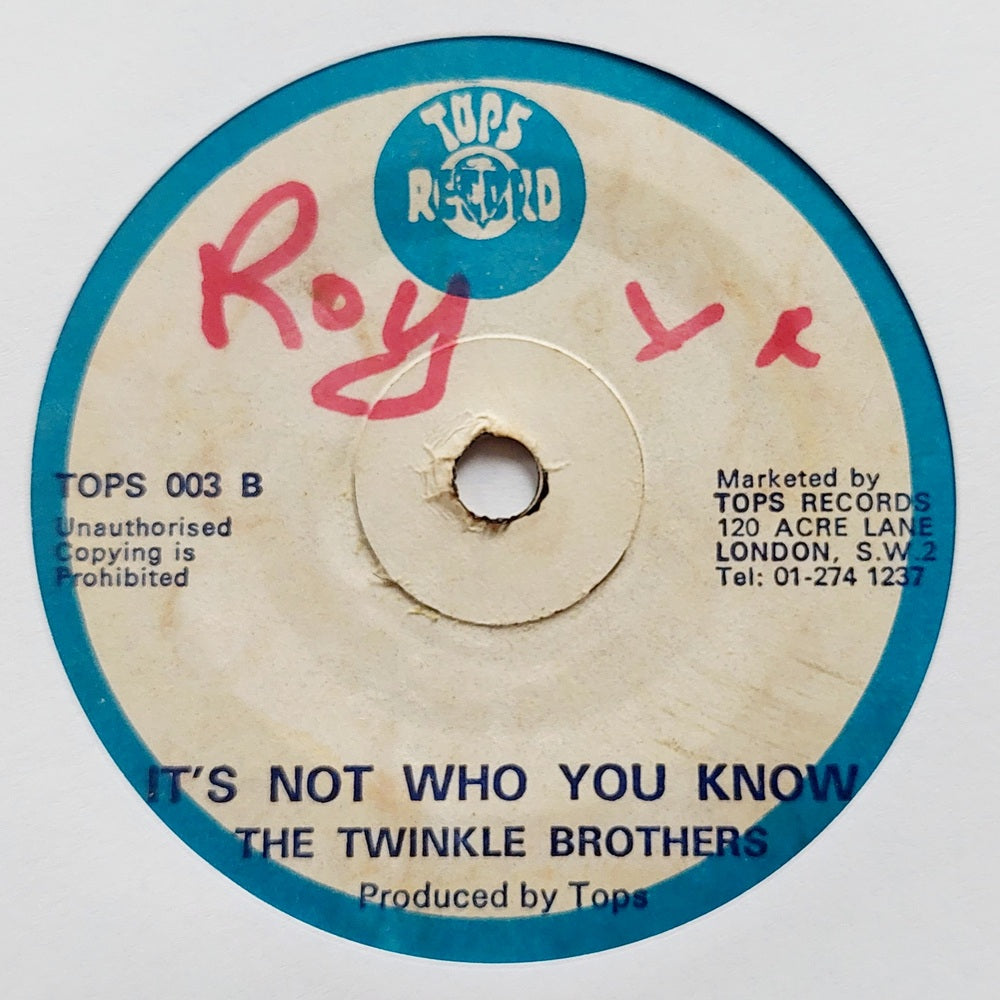 TOPS
RECORD
Roy
TOPS 003 B
Unauthorised
Copying is
Prohibited
Marketed by
TOPS RECORDS
120 ACRE LANE
LONDON, S.W.2
Tel: 01-274 1237
IT'S NOT WHO YOU KNOW
THE TWINKLE BROTHERS
Produced by Tops